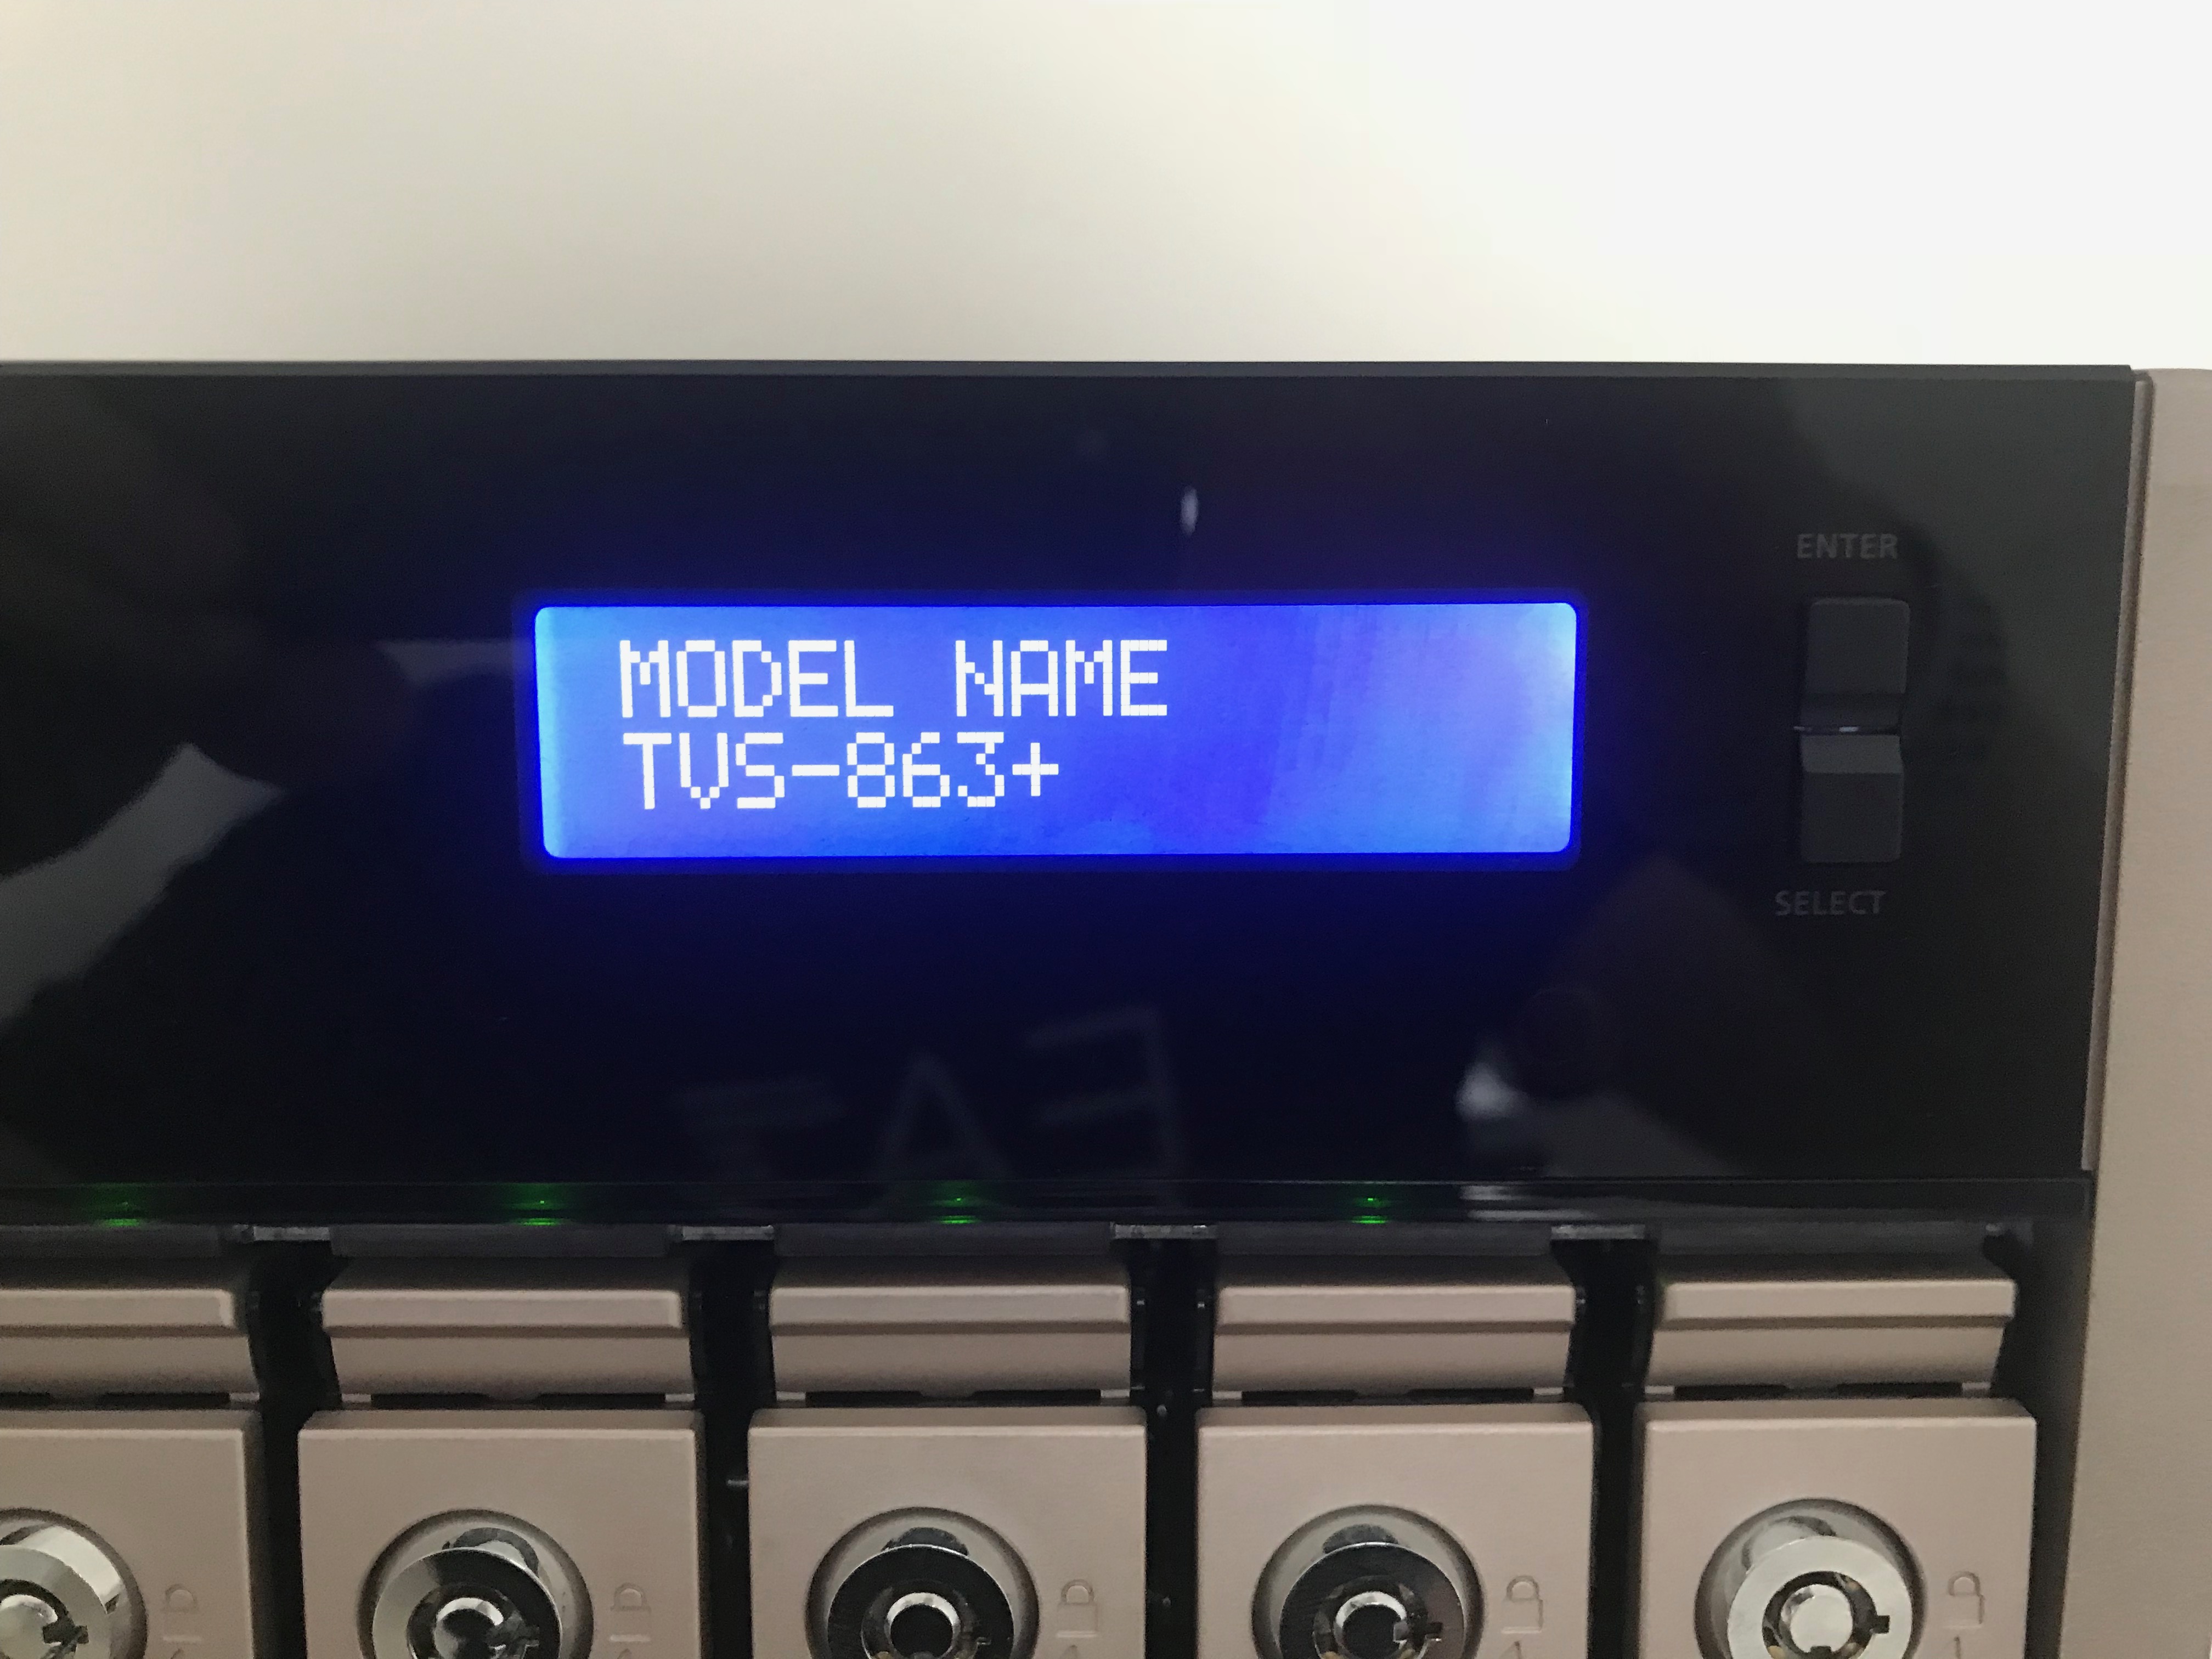 MODEL NAME
TVS-863+
ENTER
SELECT